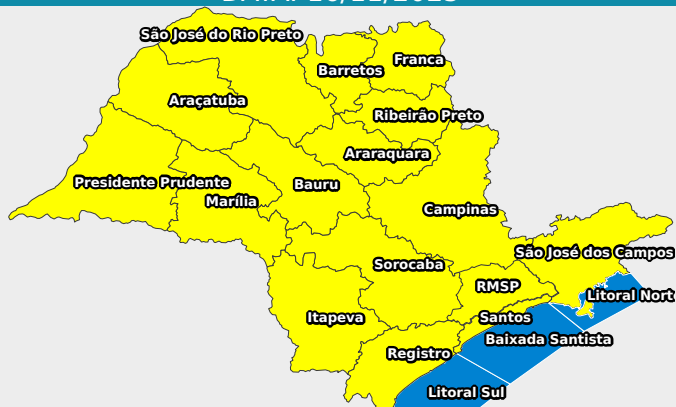 São José do Rio Preto
Franca
Barretos
Araçatuba
Ribeirão Preto
Araraquara
Presidente Prudente
Bauru
Marília
Campinas
São José dos Campos
Sorocaba
RMSP
Litoral Nort
Itapeva
Santos
Baixada Santista
Registro
Litoral Sul